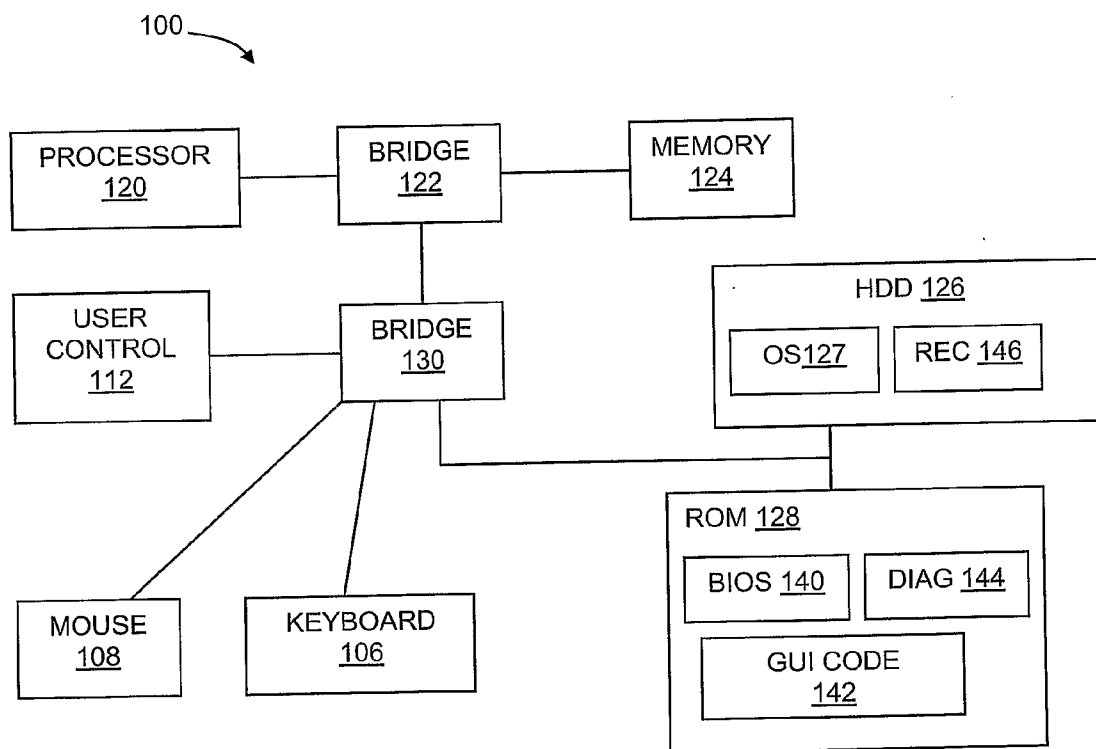 100
PROCESSOR
120
BRIDGE
122
MEMORY
124
USER
CONTROL
112
BRIDGE
130
HDD 126
OS127
REC 146
ROM 128
BIOS 140
DIAG 144
GUI CODE
142
MOUSE
108
KEYBOARD
106